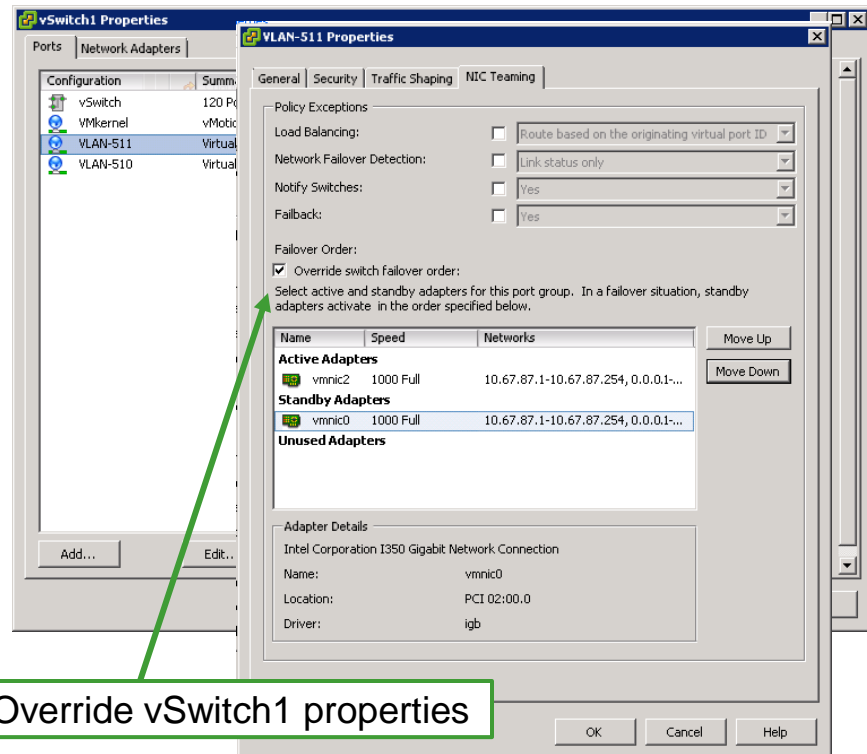 vSwitch1 Properties
Ports Network Adapters
Configuration
vSwitch 120
VMkernel
VLAN-511 Virtual
VLAN-510 Virtual
Add...
VLAN-511 Properties
General Security Traffic Shaping NIC Teaming
Policy Exceptions
Load Balancing: Route based on the originating virtual port ID
Network Failover Detection: Link status only
Notify Switches: Yes
Failback: Yes
Failover Order:
Override switch failover order:
Select active and standby adapters for this port group. In a failover situation, standby
adapters activate in the order specified below.
Name Speed Networks
Active Adapters
vmnic2 1000 Full 10.67.87.1-10.67.87.254, 0.0.0.1-...
Standby Adapters
vmnic0 1000 Full 10.67.87.1-10.67.87.254, 0.0.0.1-...
Unused Adapters
Move Up
Move Down
Adapter Details
Intel Corporation I350 Gigabit Network Connection
Name: vmnic0
Location: PCI 02:00.0
Driver: igb
Override vSwitch1 properties
OK Cancel Help